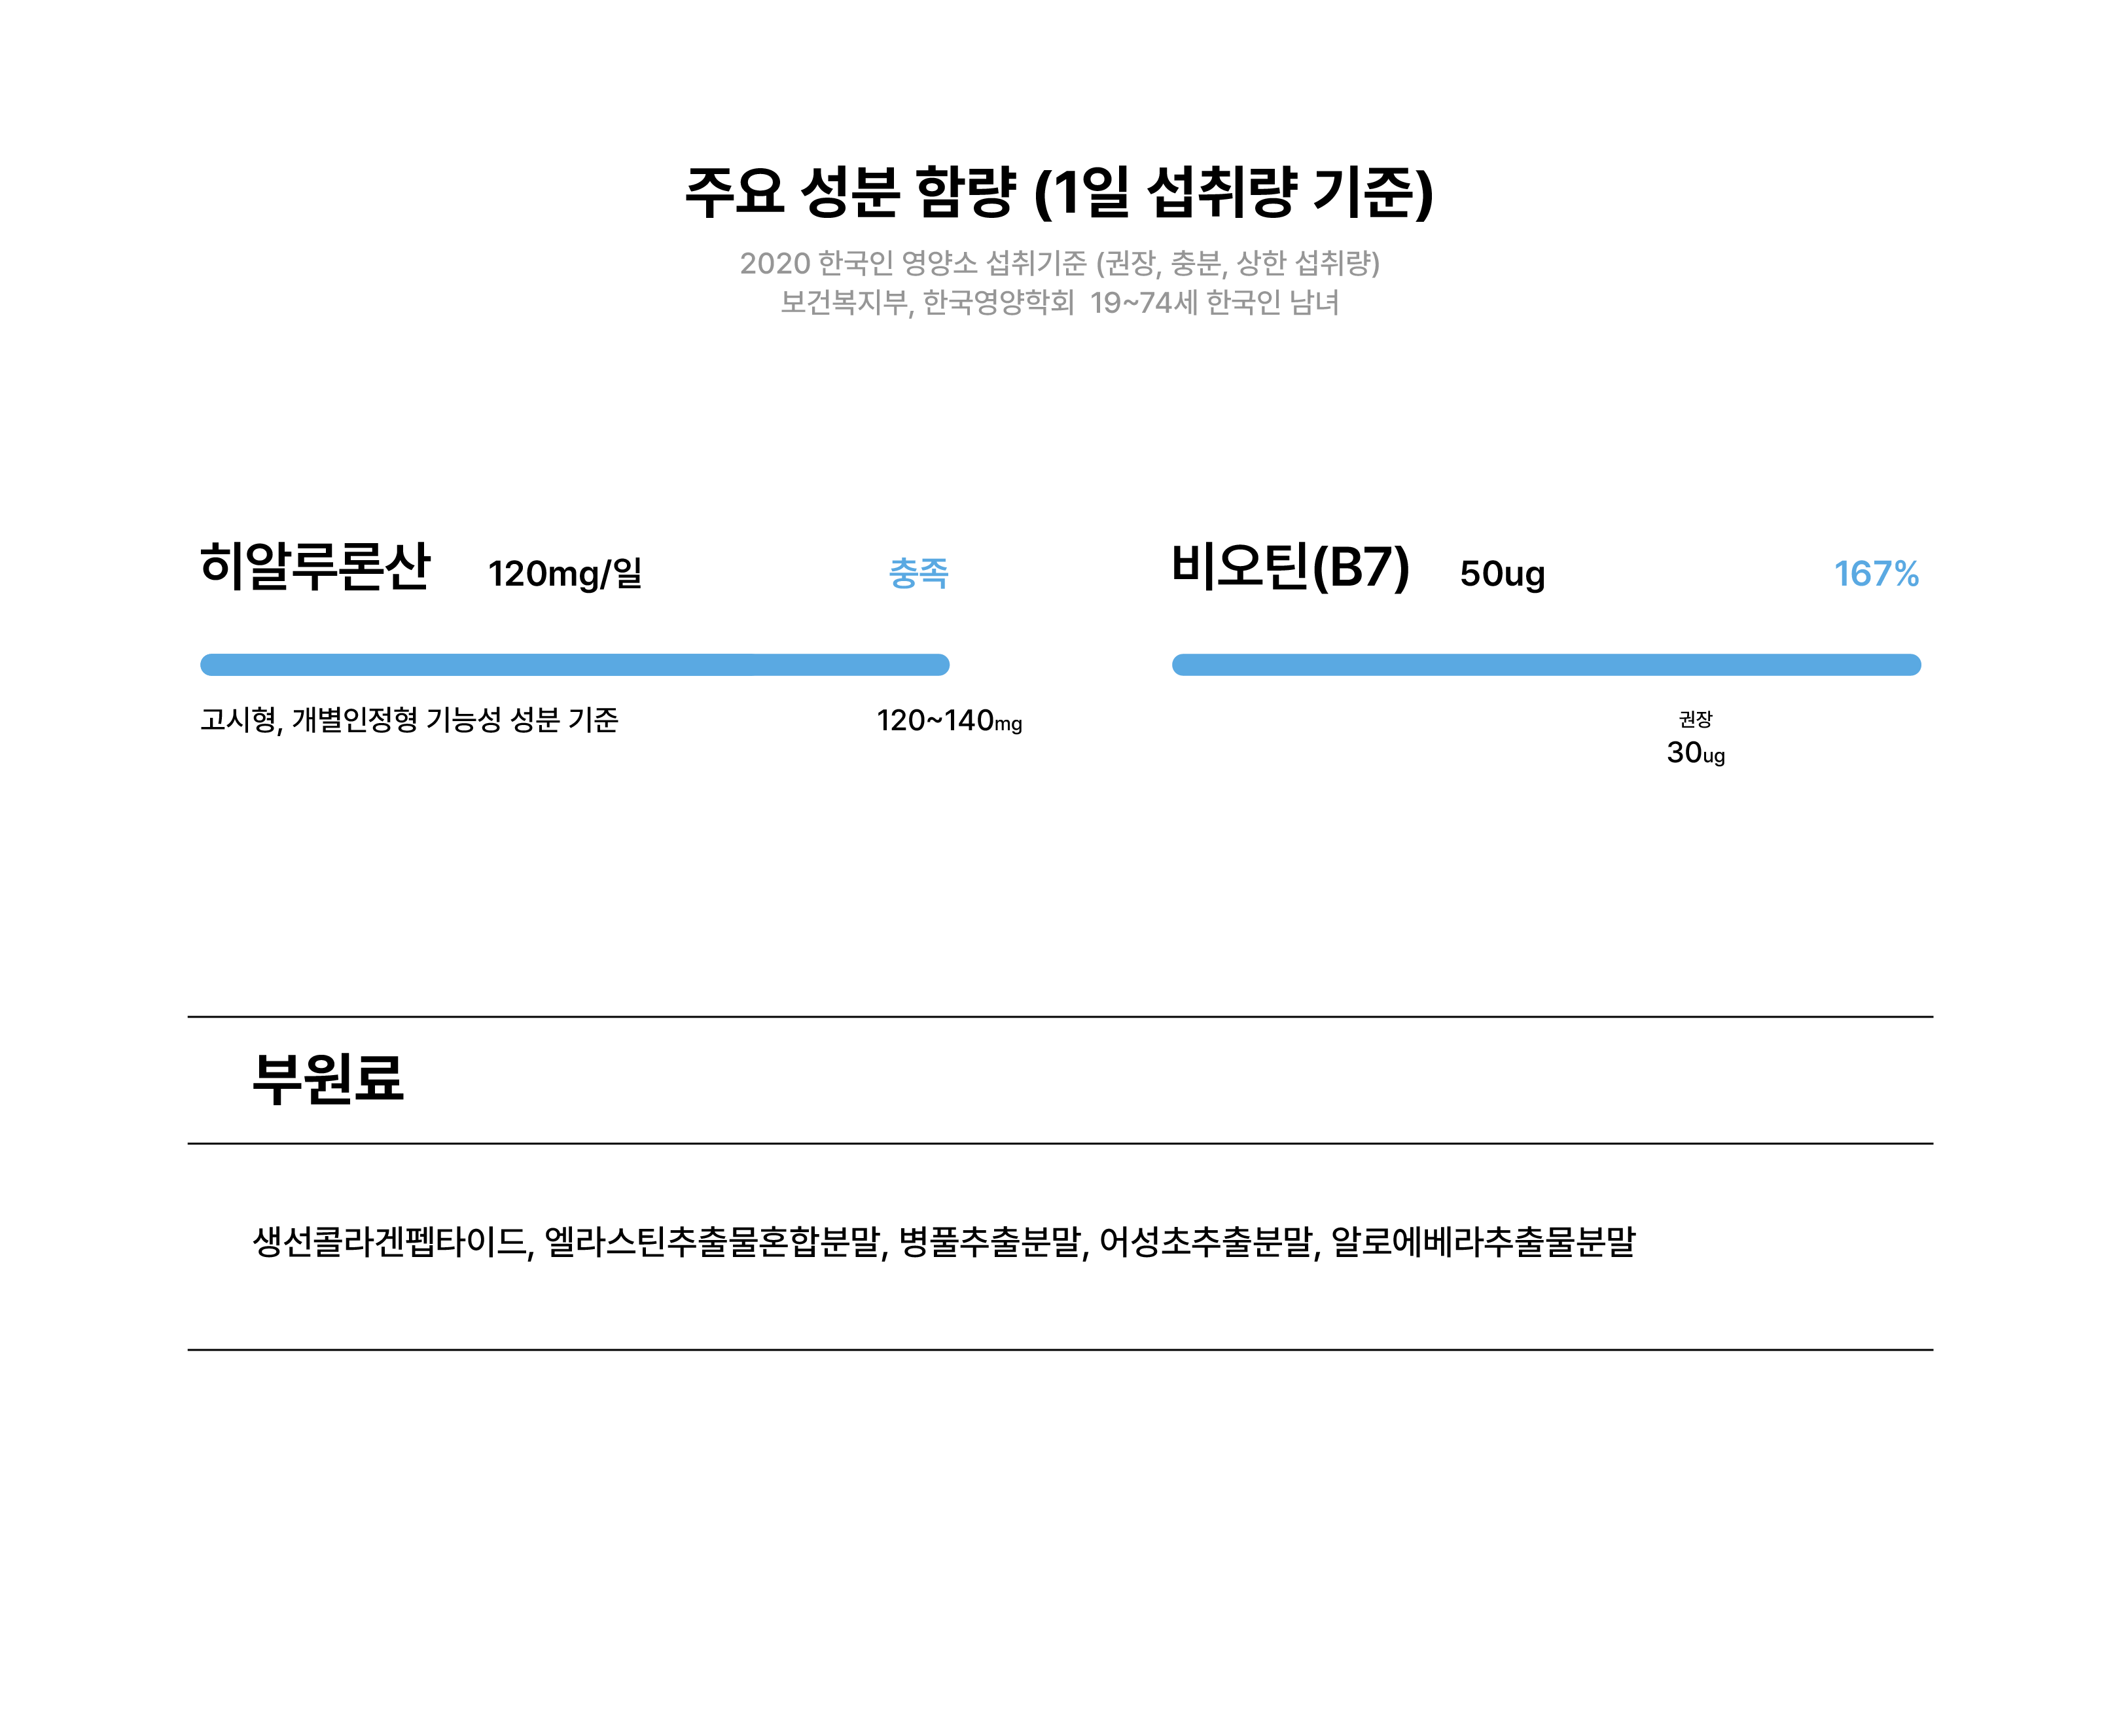 주요 성분 함량 (1일 섭취량 기준)
2020 한국인 영양소 섭취기준 (권장, 충분, 상한 섭취량)
보건복지부, 한국영양학회 19~74세 한국인 남녀
히알루론산 120mg/일 충족
고시형, 개별인정형 기능성 성분 기준 120~140mg
비오틴(B7) 50ug 167%
권장
30ug
부원료
생선콜라겐펩타이드, 엘라스틴추출물혼합분말, 병풀추출분말, 어성초추출분말, 알로에베라추출물분말